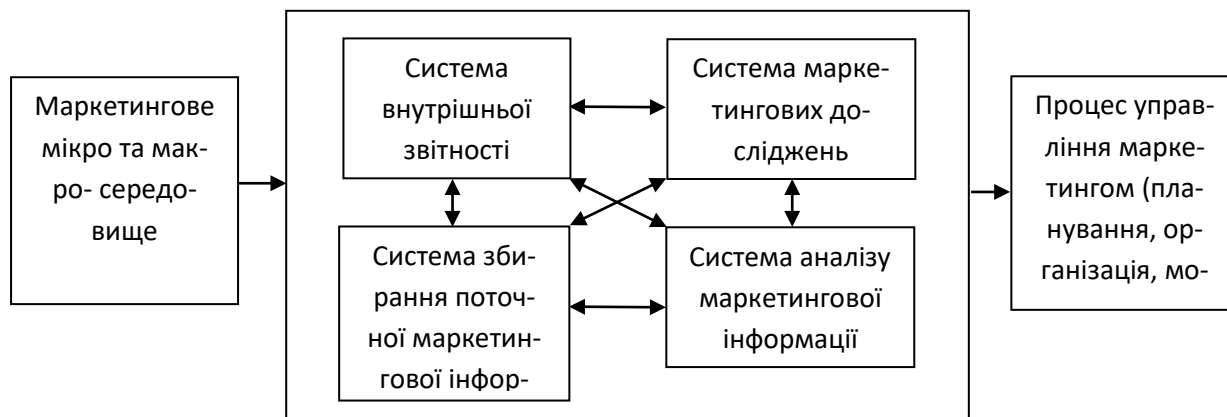 Маркетингове
мікро та мак-
ро- середо-
вище
Система
внутрішньої
звітності
Система марке-
тингових до-
сліджень
Система зби-
рання поточ-
ної маркетин-
гової інфор-
Система аналізу
маркетингової
інформації
Процес управ-
ління марке-
тингом (пла-
нування, ор-
ганізація, мо-